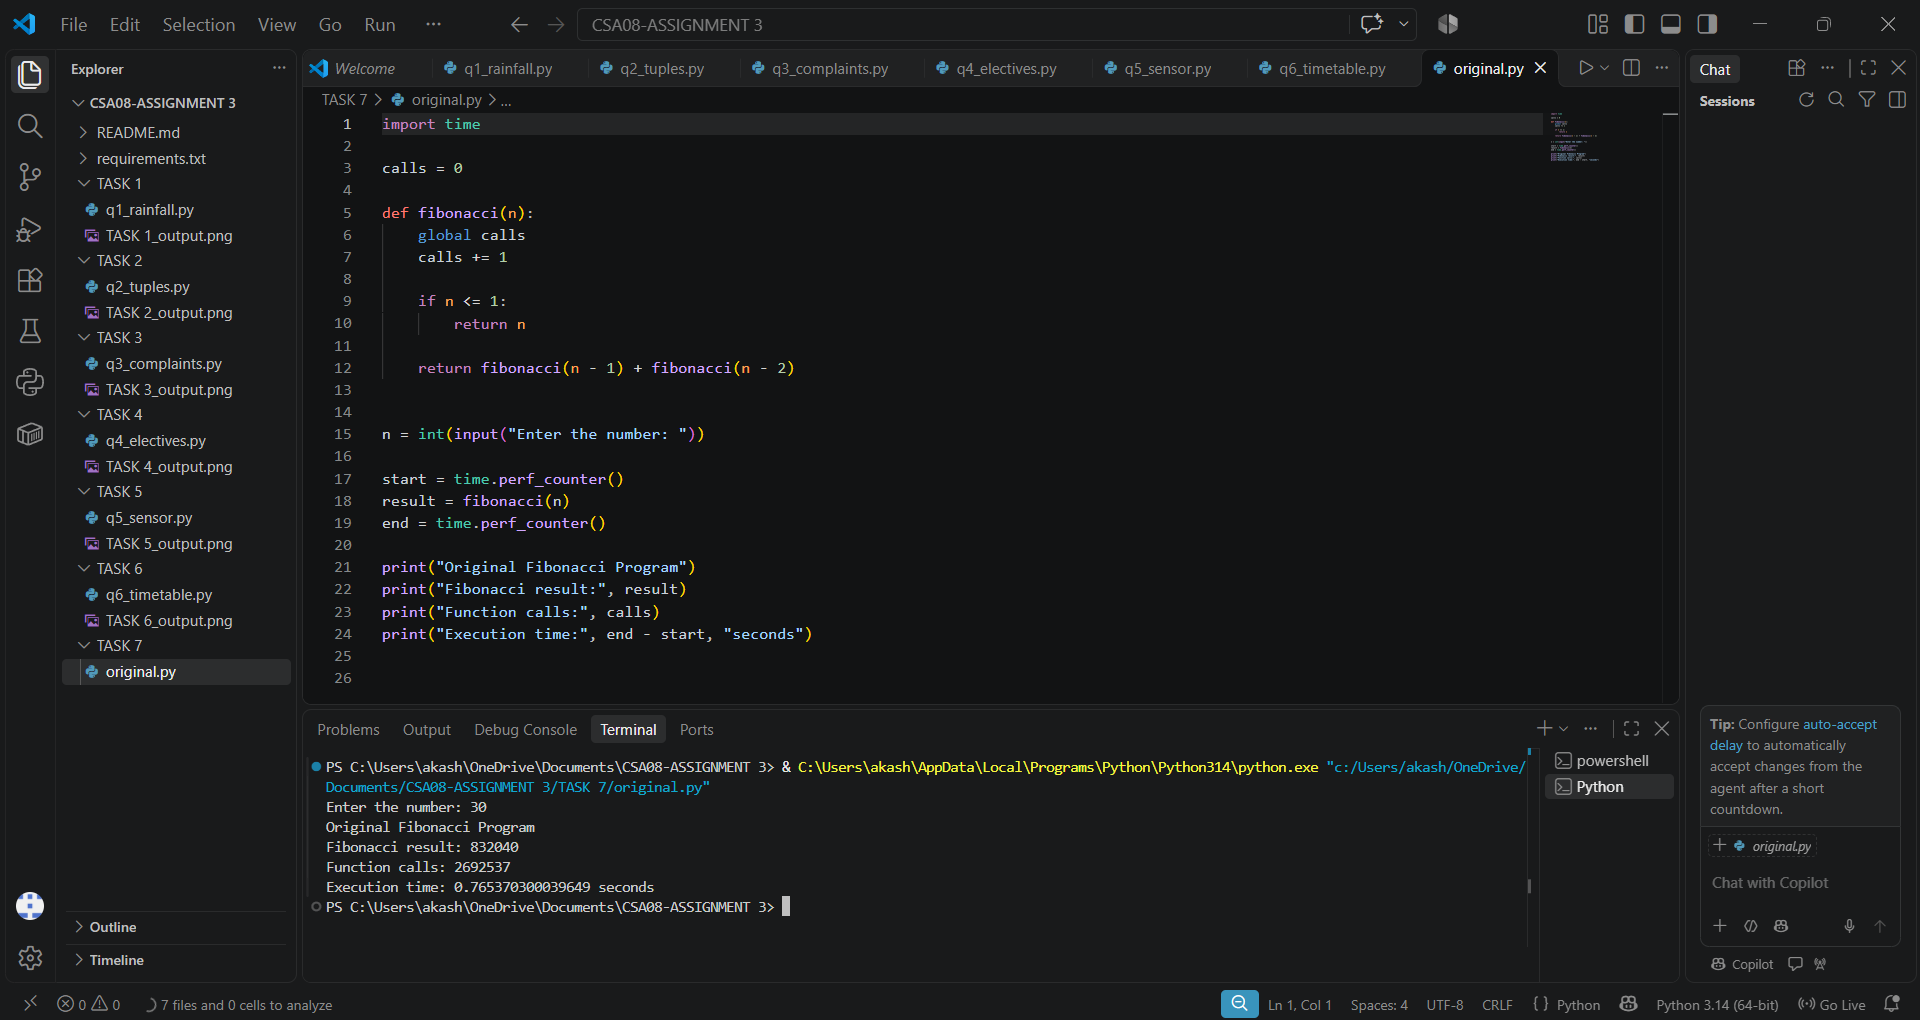 File Edit Selection View Go Run ··· CSA08-ASSIGNMENT 3
Explorer ···
CSA08-ASSIGNMENT 3
README.md
requirements.txt
TASK 1
q1_rainfall.py
TASK 1_output.png
TASK 2
q2_tuples.py
TASK 2_output.png
TASK 3
q3_complaints.py
TASK 3_output.png
TASK 4
q4_electives.py
TASK 4_output.png
TASK 5
q5_sensor.py
TASK 5_output.png
TASK 6
q6_timetable.py
TASK 6_output.png
TASK 7
original.py
Outline
Timeline
Welcome q1_rainfall.py q2_tuples.py q3_complaints.py q4_electives.py q5_sensor.py q6_timetable.py original.py
TASK 7 > original.py > ...
1 import time
2
3 calls = 0
4
5 def fibonacci(n):
6 global calls
7 calls += 1
8
9 if n <= 1:
10 return n
11
12 return fibonacci(n - 1) + fibonacci(n - 2)
13
14
15 n = int(input("Enter the number: "))
16
17 start = time.perf_counter()
18 result = fibonacci(n)
19 end = time.perf_counter()
20
21 print("Original Fibonacci Program")
22 print("Fibonacci result:", result)
23 print("Function calls:", calls)
24 print("Execution time:", end - start, "seconds")
25
26
Problems Output Debug Console Terminal Ports
PS C:\Users\akash\OneDrive\Documents\CSA08-ASSIGNMENT 3> & C:\Users\akash\AppData\Local\Programs\Python\Python314\python.exe "c:/Users/akash/OneDrive/
Documents/CSA08-ASSIGNMENT 3/TASK 7/original.py"
Enter the number: 30
Original Fibonacci Program
Fibonacci result: 832040
Function calls: 2692537
Execution time: 0.765370300039649 seconds
PS C:\Users\akash\OneDrive\Documents\CSA08-ASSIGNMENT 3>
powershell
Python
Chat
Sessions
Tip: Configure auto-accept
delay to automatically
accept changes from the
agent after a short
countdown.
original.py
Chat with Copilot
Copilot
0 0 7 files and 0 cells to analyze Ln 1, Col 1 Spaces: 4 UTF-8 CRLF {} Python Python 3.14 (64-bit) Go Live